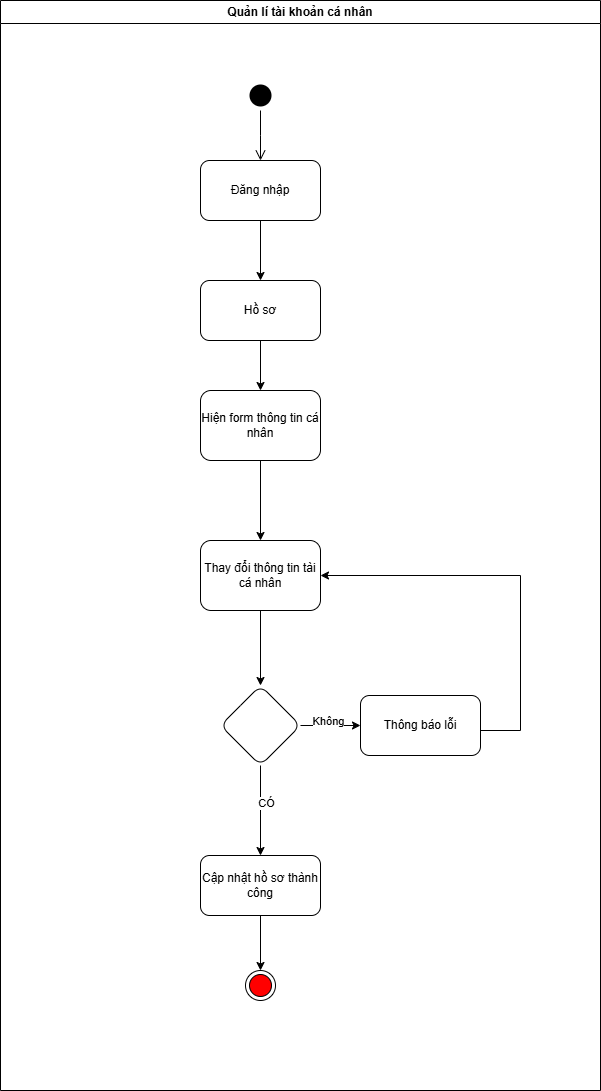 Quản lí tài khoản cá nhân
Đăng nhập
Hồ sơ
Hiện form thông tin cá
nhân
Thay đổi thông tin tài
cá nhân
Không
Thông báo lỗi
CÓ
Cập nhật hồ sơ thành
công